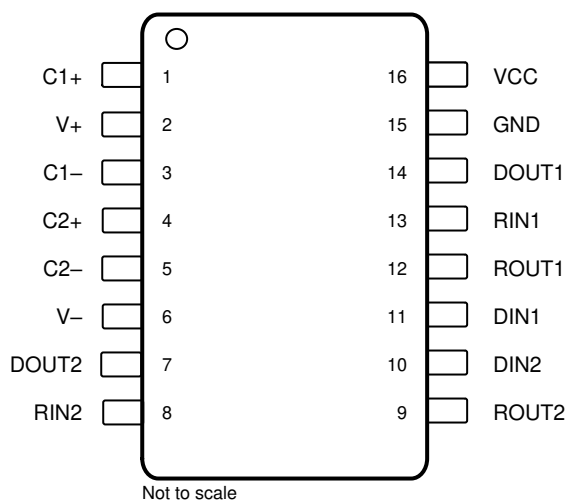 C1+ 1 16 VCC
V+ 2 15 GND
C1− 3 14 DOUT1
C2+ 4 13 RIN1
C2− 5 12 ROUT1
V− 6 11 DIN1
DOUT2 7 10 DIN2
RIN2 8 9 ROUT2
Not to scale